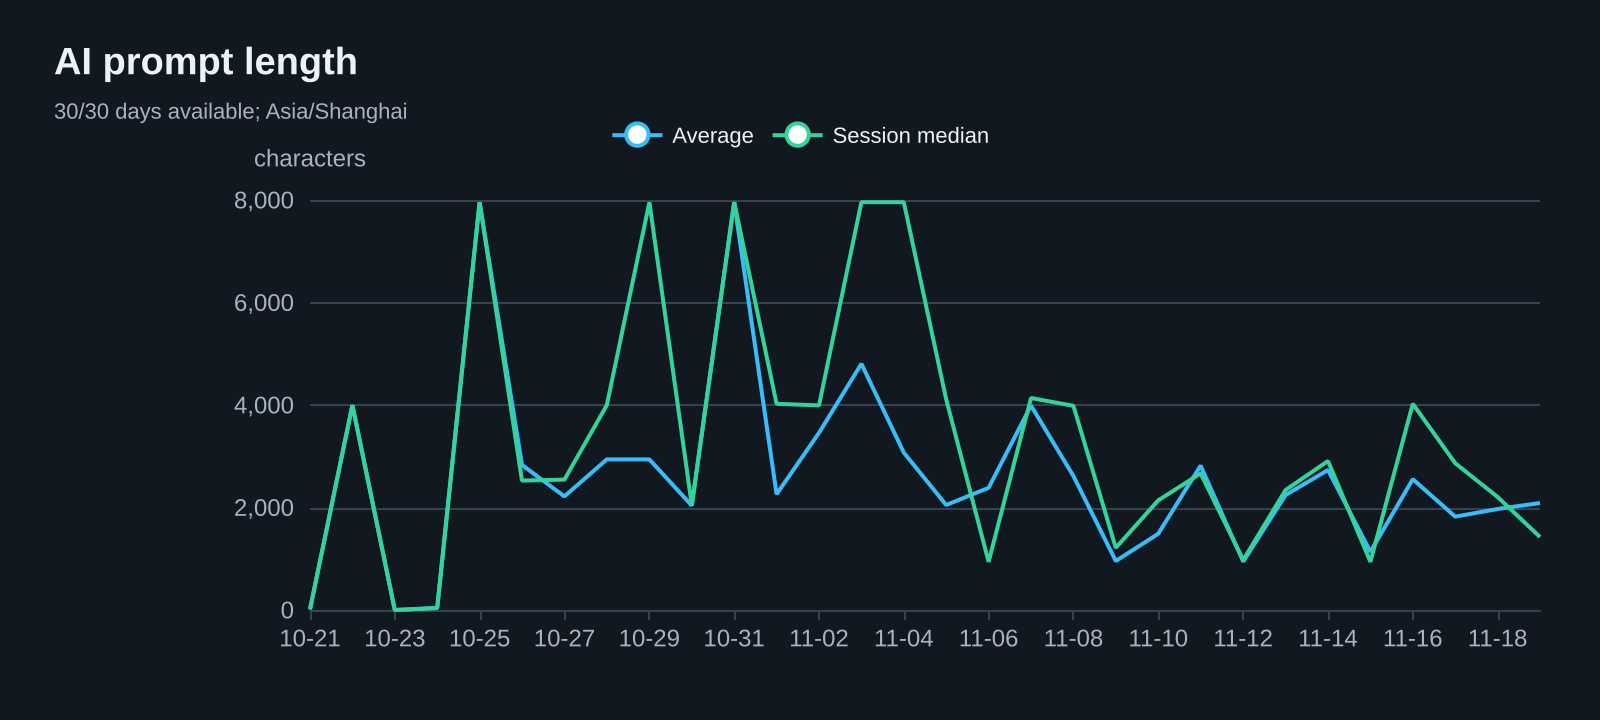 AI prompt length
30/30 days available; Asia/Shanghai
Average
Session median
characters
8,000
6,000
4,000
2,000
0
10-21 10-23 10-25 10-27 10-29 10-31 11-02 11-04 11-06 11-08 11-10 11-12 11-14 11-16 11-18